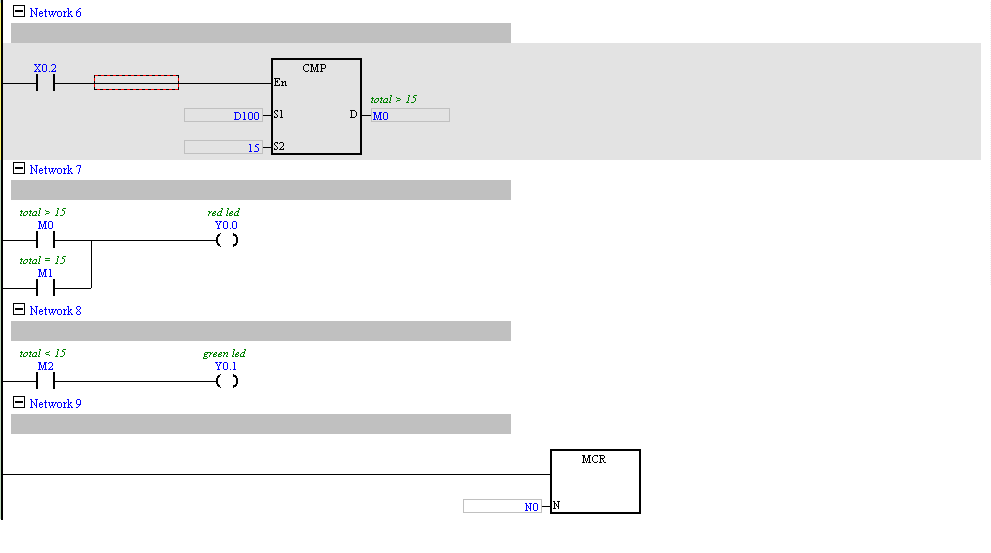 Network 6
X0.2
CMP
En
total > 15
D100 S1 D M0
15 S2
Network 7
total > 15 red led
M0 Y0.0
total = 15
M1
Network 8
total < 15 green led
M2 Y0.1
Network 9
MCR
N0 N